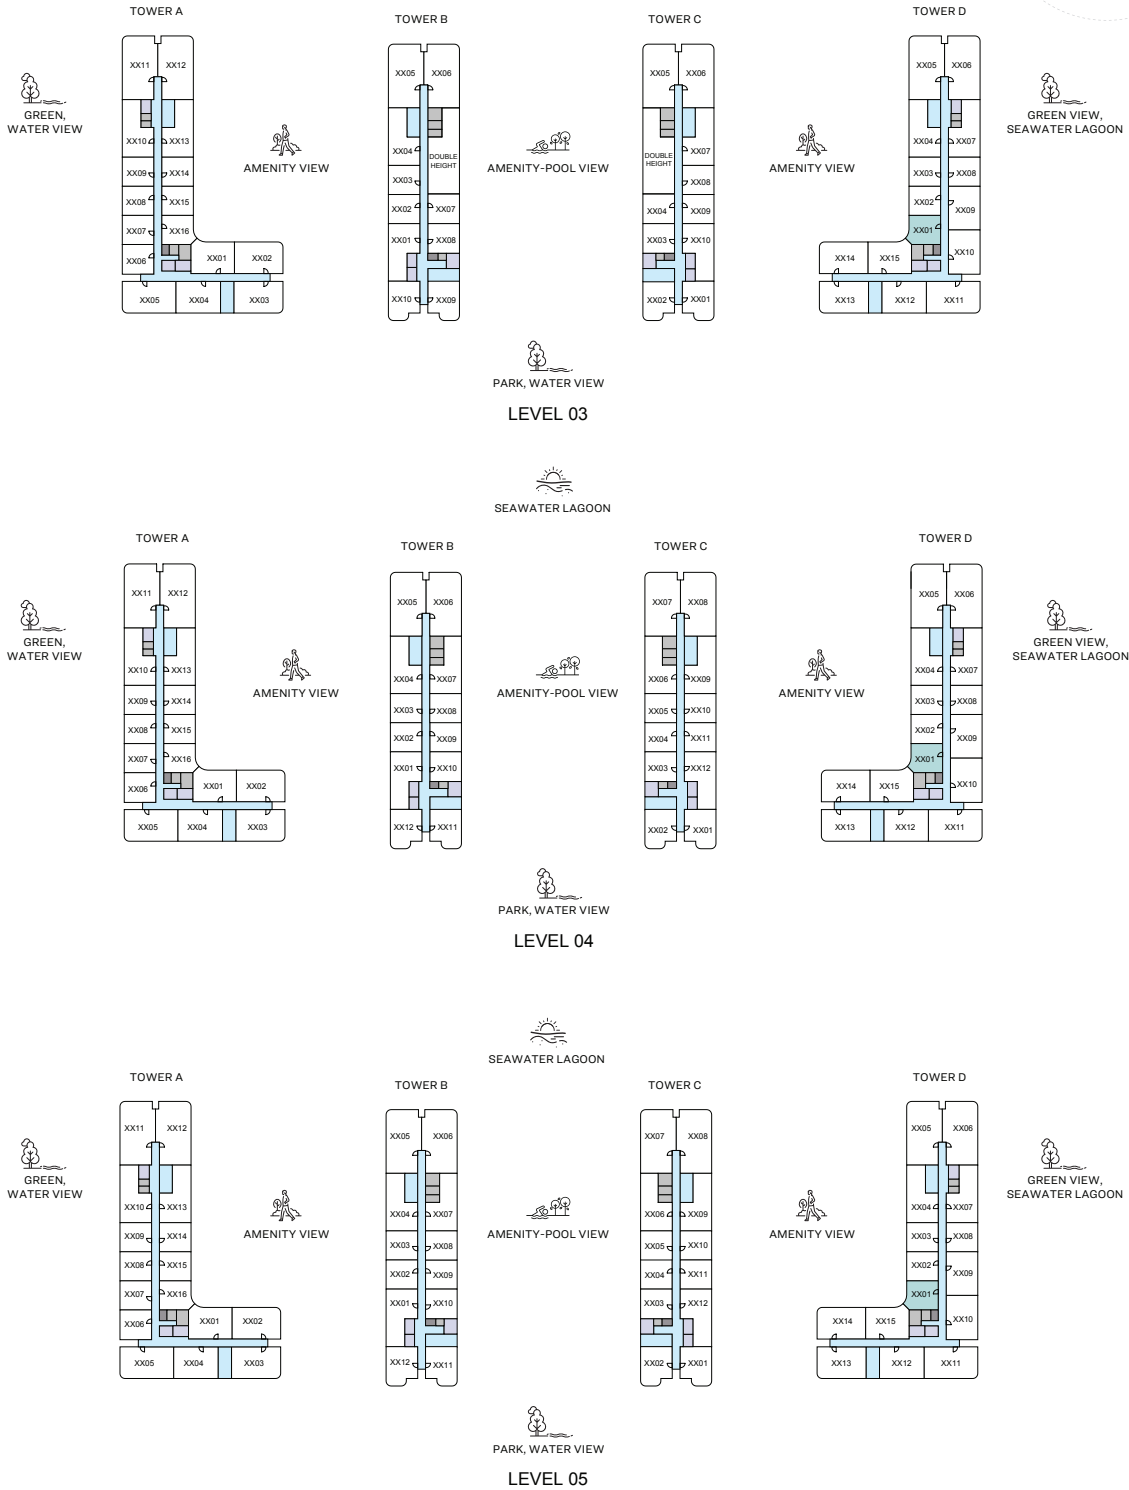 TOWER A
TOWER B
TOWER C
TOWER D
XX11
XX12
XX10
XX13
XX09
XX14
XX08
XX15
XX07
XX16
XX06
XX01
XX02
XX05
XX04
XX03
XX05
XX06
XX04
DOUBLE
HEIGHT
XX03
XX02
XX07
XX01
XX08
XX10
XX09
XX05
XX06
XX07
DOUBLE
HEIGHT
XX08
XX04
XX09
XX03
XX10
XX02
XX01
XX05
XX06
XX04
XX07
XX03
XX08
XX02
XX09
XX01
XX10
XX14
XX15
XX13
XX12
XX11
GREEN,
WATER VIEW
AMENITY VIEW
AMENITY-POOL VIEW
AMENITY VIEW
GREEN VIEW,
SEAWATER LAGOON
PARK, WATER VIEW
LEVEL 03
SEAWATER LAGOON
TOWER A
TOWER B
TOWER C
TOWER D
XX11
XX12
XX10
XX13
XX09
XX14
XX08
XX15
XX07
XX16
XX06
XX01
XX02
XX05
XX04
XX03
XX05
XX06
XX04
XX07
XX03
XX08
XX02
XX09
XX01
XX10
XX12
XX11
XX07
XX08
XX06
XX09
XX05
XX10
XX04
XX11
XX03
XX12
XX02
XX01
XX05
XX06
XX04
XX07
XX03
XX08
XX02
XX09
XX01
XX10
XX14
XX15
XX13
XX12
XX11
GREEN,
WATER VIEW
AMENITY VIEW
AMENITY-POOL VIEW
AMENITY VIEW
GREEN VIEW,
SEAWATER LAGOON
PARK, WATER VIEW
LEVEL 04
SEAWATER LAGOON
TOWER A
TOWER B
TOWER C
TOWER D
XX11
XX12
XX10
XX13
XX09
XX14
XX08
XX15
XX07
XX16
XX06
XX01
XX02
XX05
XX04
XX03
XX05
XX06
XX04
XX07
XX03
XX08
XX02
XX09
XX01
XX10
XX12
XX11
XX07
XX08
XX06
XX09
XX05
XX10
XX04
XX11
XX03
XX12
XX02
XX01
XX05
XX06
XX04
XX07
XX03
XX08
XX02
XX09
XX01
XX10
XX14
XX15
XX13
XX12
XX11
GREEN,
WATER VIEW
AMENITY VIEW
AMENITY-POOL VIEW
AMENITY VIEW
GREEN VIEW,
SEAWATER LAGOON
PARK, WATER VIEW
LEVEL 05